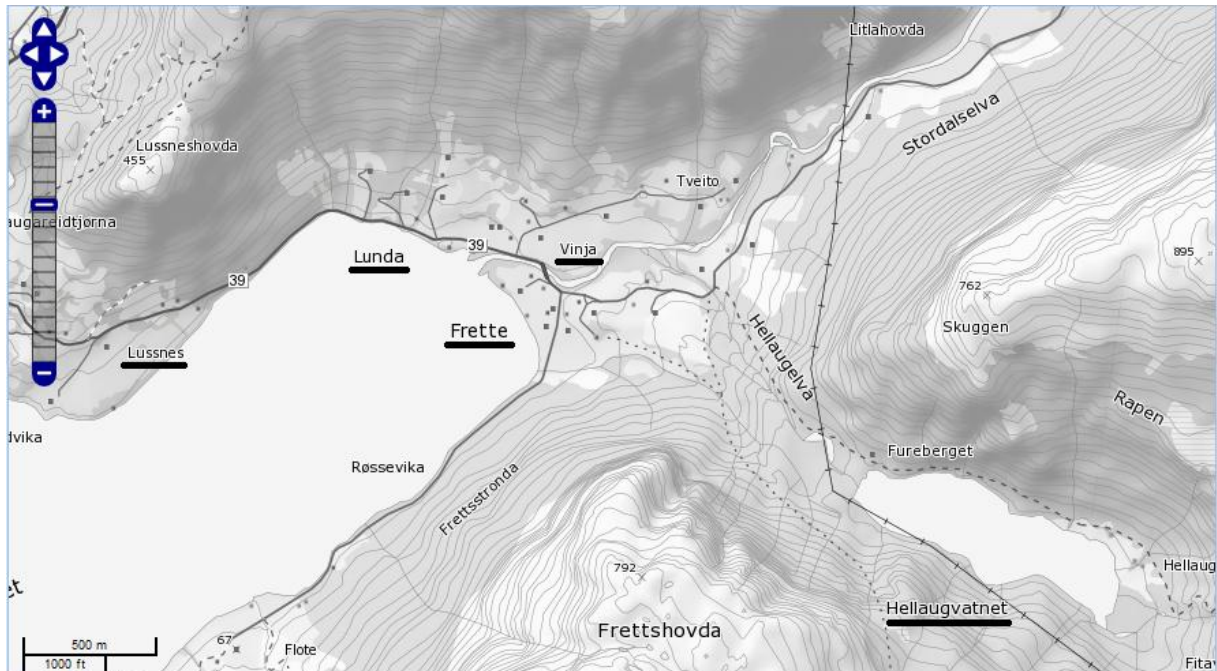 Litlahovda
Lussneshovda
455
Stordalselva
Tveito
augareidtjørna
39
Vinja
895
Lunda
39
762
Skuggen
Frette
Lussnes
Hellaugelva
Rapen
dvika
Fureberget
Røssevika
Frettsstronda
Hellaug
792
et
Hellaugvatnet
Frettshovda
67
Flote
500 m
1000 ft
Fita